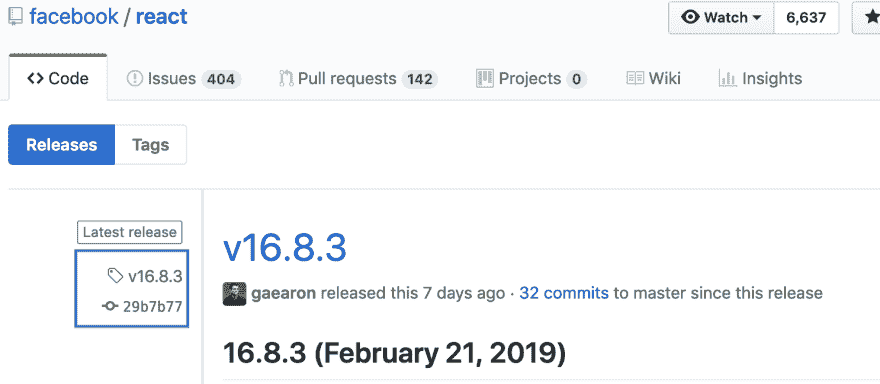 facebook / react
Watch 6,637
Code Issues 404 Pull requests 142 Projects 0 Wiki Insights
Releases Tags
Latest release
v16.8.3
29b7b77
v16.8.3
gaearon released this 7 days ago · 32 commits to master since this release
16.8.3 (February 21, 2019)